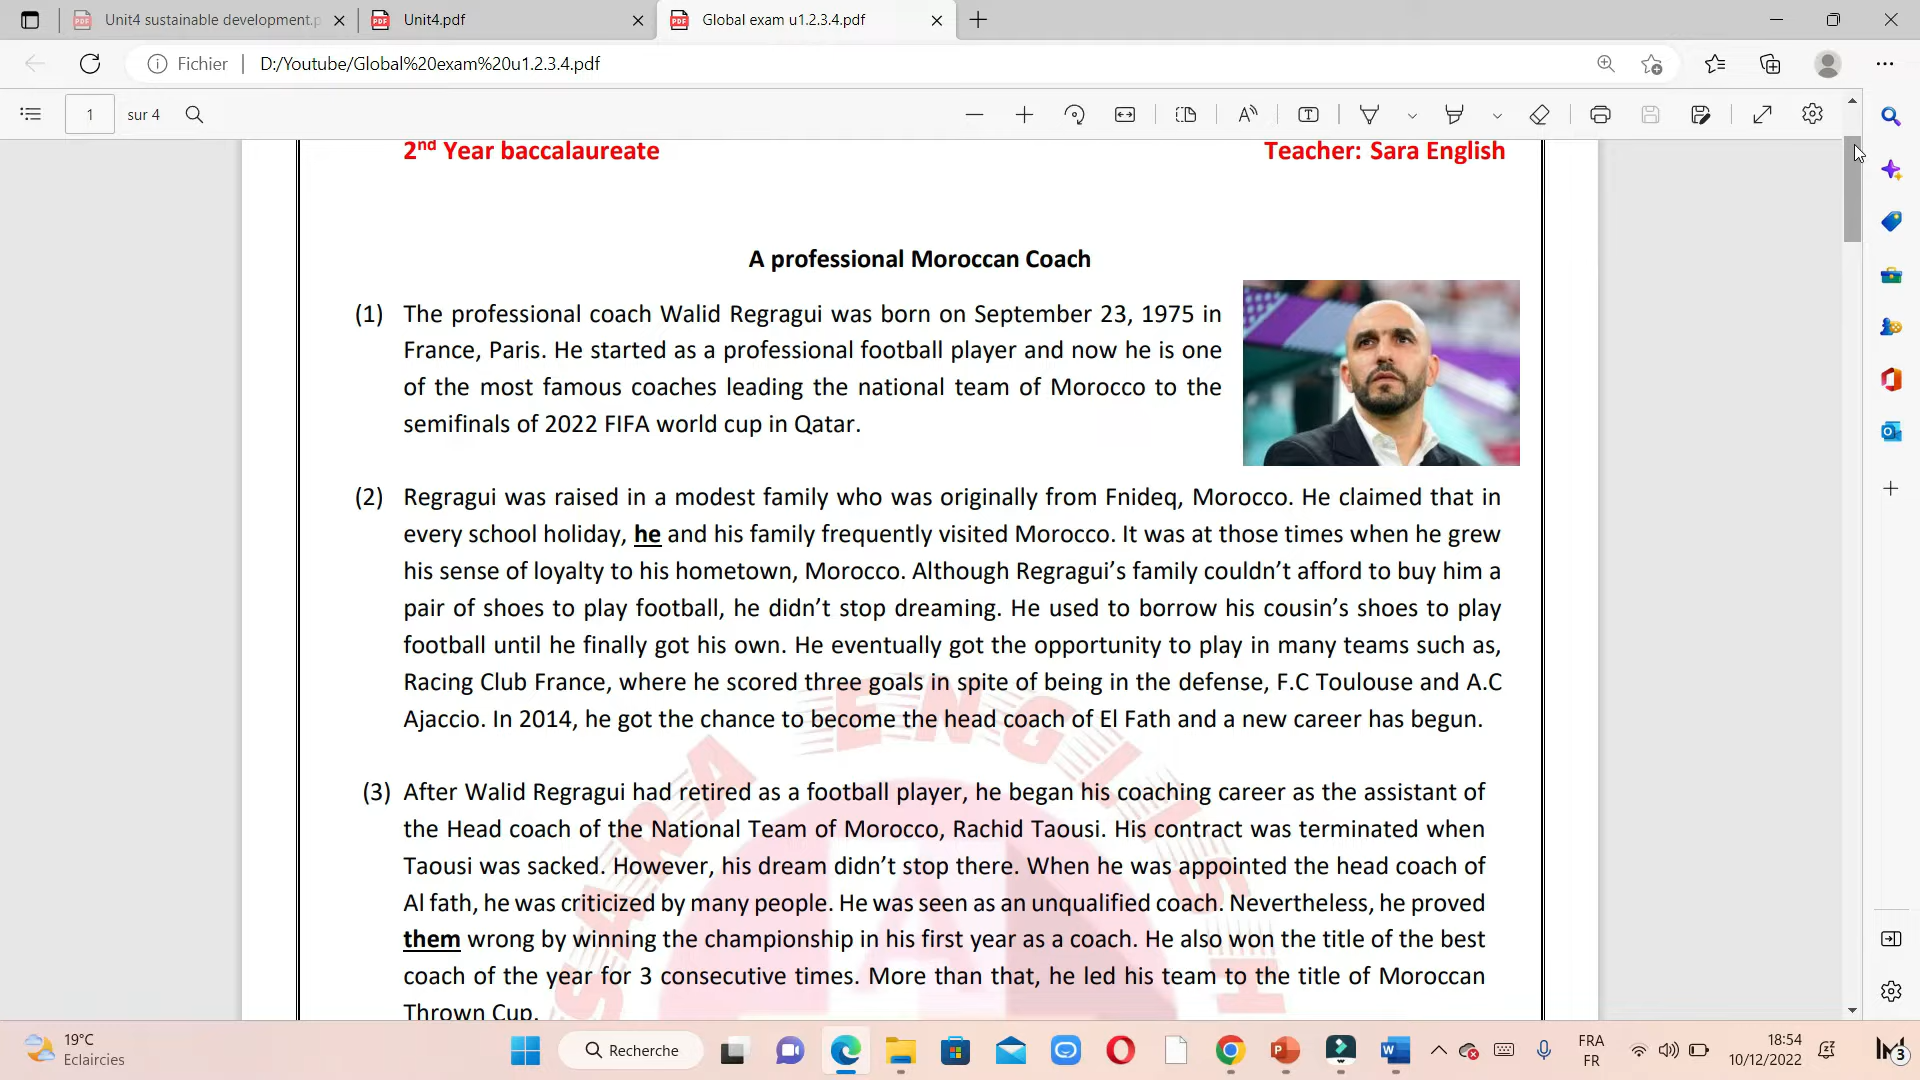 Unit4 sustainable development.p
Unit4.pdf
Global exam u1.2.3.4.pdf
Fichier
D:/Youtube/Global%20exam%20u1.2.3.4.pdf
1
sur 4
2nd Year baccalaureate
Teacher: Sara English
A professional Moroccan Coach
(1) The professional coach Walid Regragui was born on September 23, 1975 in
France, Paris. He started as a professional football player and now he is one
of the most famous coaches leading the national team of Morocco to the
semifinals of 2022 FIFA world cup in Qatar.
(2) Regragui was raised in a modest family who was originally from Fnideq, Morocco. He claimed that in
every school holiday, he and his family frequently visited Morocco. It was at those times when he grew
his sense of loyalty to his hometown, Morocco. Although Regragui’s family couldn’t afford to buy him a
pair of shoes to play football, he didn’t stop dreaming. He used to borrow his cousin’s shoes to play
football until he finally got his own. He eventually got the opportunity to play in many teams such as,
Racing Club France, where he scored three goals in spite of being in the defense, F.C Toulouse and A.C
Ajaccio. In 2014, he got the chance to become the head coach of El Fath and a new career has begun.
(3) After Walid Regragui had retired as a football player, he began his coaching career as the assistant of
the Head coach of the National Team of Morocco, Rachid Taousi. His contract was terminated when
Taousi was sacked. However, his dream didn’t stop there. When he was appointed the head coach of
Al fath, he was criticized by many people. He was seen as an unqualified coach. Nevertheless, he proved
them wrong by winning the championship in his first year as a coach. He also won the title of the best
coach of the year for 3 consecutive times. More than that, he led his team to the title of Moroccan
Thrown Cup.
SARA ENGLISH
19°C
Eclaircies
Recherche
FRA
FR
18:54
10/12/2022
3